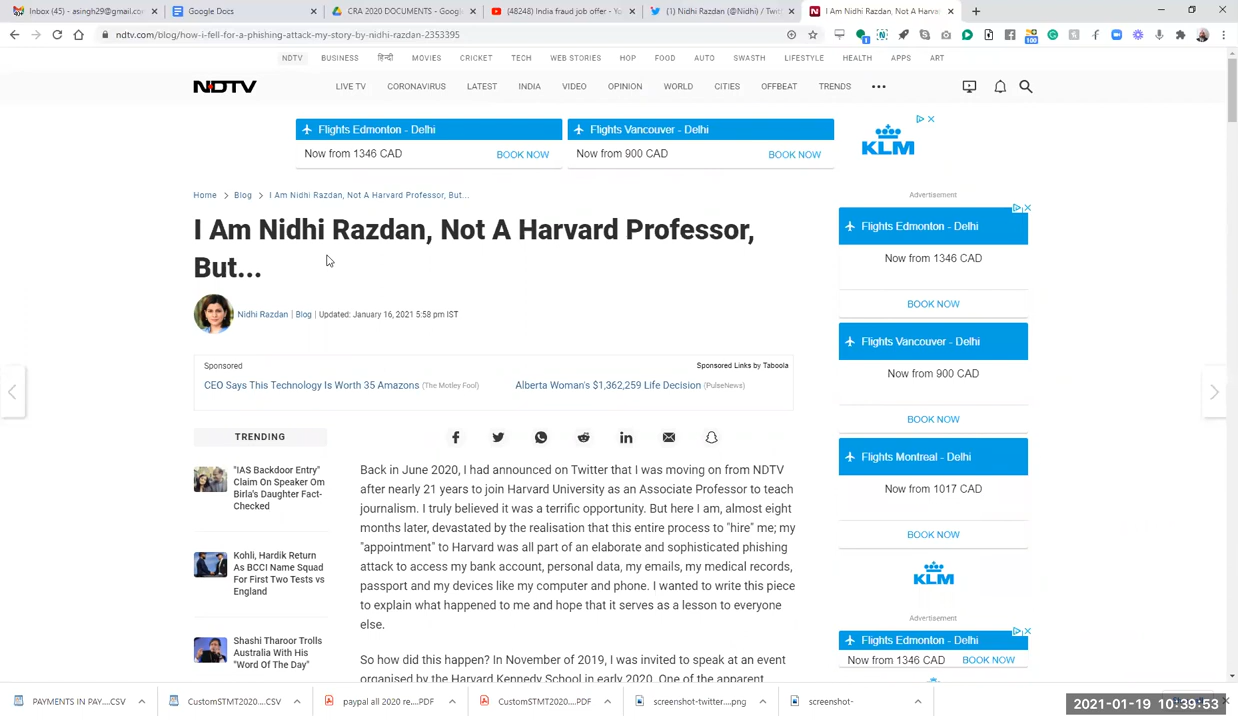 Inbox (45) - asingh29@gmail.con
Google Docs
CRA 2020 DOCUMENTS - Googl
(48248) India fraud job offer - Yo
(1) Nidhi Razdan (@Nidhi) / Twit
I Am Nidhi Razdan, Not A Harvar
ndtv.com/blog/how-i-fell-for-a-phishing-attack-my-story-by-nidhi-razdan-2353395
NDTV BUSINESS हिन्दी MOVIES CRICKET TECH WEB STORIES HOP FOOD AUTO SWASTH LIFESTYLE HEALTH APPS ART
NDTV
LIVE TV CORONAVIRUS LATEST INDIA VIDEO OPINION WORLD CITIES OFFBEAT TRENDS
Flights Edmonton - Delhi
Now from 1346 CAD BOOK NOW
Flights Vancouver - Delhi
Now from 900 CAD BOOK NOW
KLM
Home > Blog > I Am Nidhi Razdan, Not A Harvard Professor, But...
I Am Nidhi Razdan, Not A Harvard Professor,
But...
Nidhi Razdan | Blog | Updated: January 16, 2021 5:58 pm IST
Sponsored
Sponsored Links by Taboola
CEO Says This Technology Is Worth 35 Amazons (The Motley Fool)
Alberta Woman's $1,362,259 Life Decision (PulseNews)
TRENDING
"IAS Backdoor Entry"
Claim On Speaker Om
Birla's Daughter Fact-
Checked
Kohli, Hardik Return
As BCCI Name Squad
For First Two Tests vs
England
Shashi Tharoor Trolls
Australia With His
"Word Of The Day"
Back in June 2020, I had announced on Twitter that I was moving on from NDTV
after nearly 21 years to join Harvard University as an Associate Professor to teach
journalism. I truly believed it was a terrific opportunity. But here I am, almost eight
months later, devastated by the realisation that this entire process to "hire" me; my
"appointment" to Harvard was all part of an elaborate and sophisticated phishing
attack to access my bank account, personal data, my emails, my medical records,
passport and my devices like my computer and phone. I wanted to write this piece
to explain what happened to me and hope that it serves as a lesson to everyone
else.
So how did this happen? In November of 2019, I was invited to speak at an event
organised by the Harvard Kennedy School in early 2020. One of the apparent
Advertisement
Flights Edmonton - Delhi
Now from 1346 CAD
BOOK NOW
Flights Vancouver - Delhi
Now from 900 CAD
BOOK NOW
Flights Montreal - Delhi
Now from 1017 CAD
BOOK NOW
KLM
Advertisement
Flights Edmonton - Delhi
Now from 1346 CAD BOOK NOW
PAYMENTS IN PAY....CSV
CustomSTMT2020....CSV
paypal all 2020 re....PDF
CustomSTMT2020....PDF
screenshot-twitter....png
screenshot-
2021-01-19 10:39:53